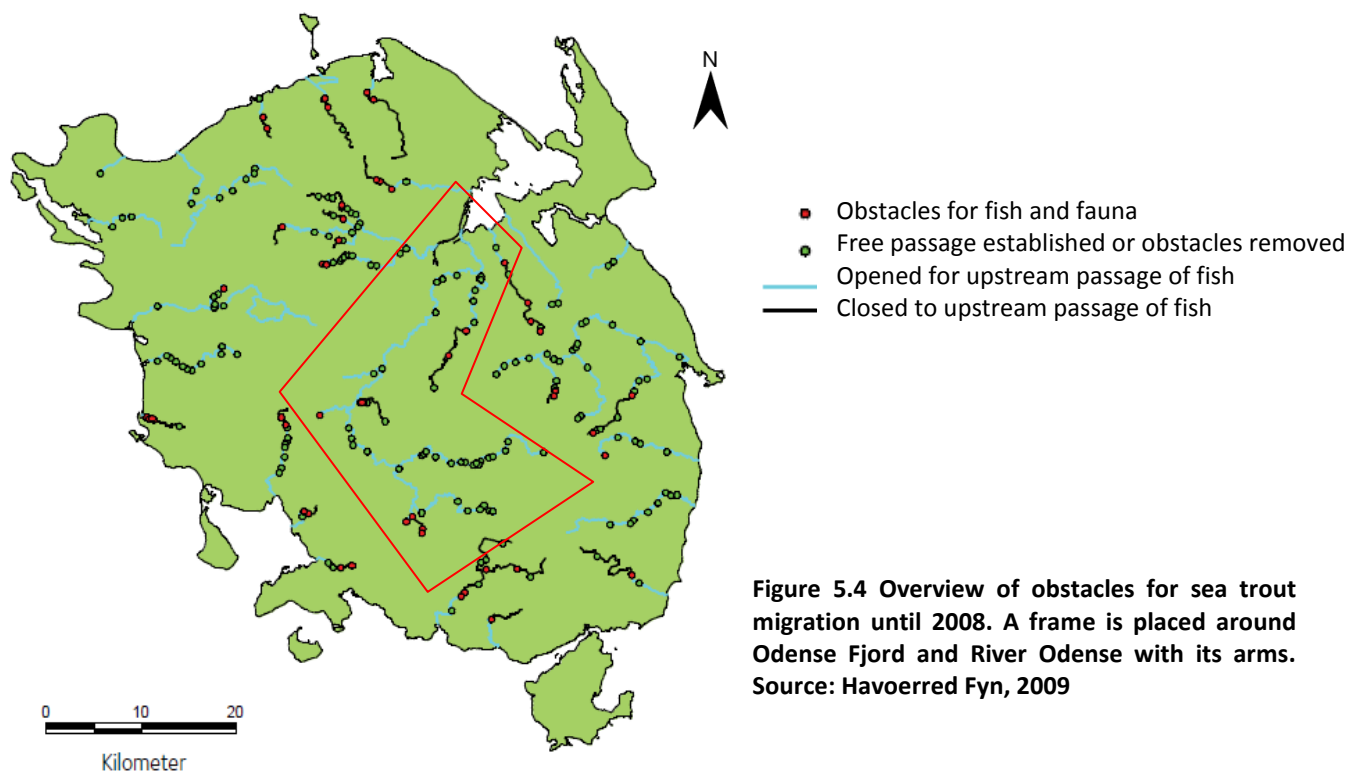 N
Obstacles for fish and fauna
Free passage established or obstacles removed
Opened for upstream passage of fish
Closed to upstream passage of fish
Figure 5.4 Overview of obstacles for sea trout
migration until 2008. A frame is placed around
Odense Fjord and River Odense with its arms.
Source: Havoerred Fyn, 2009
0 10 20
Kilometer